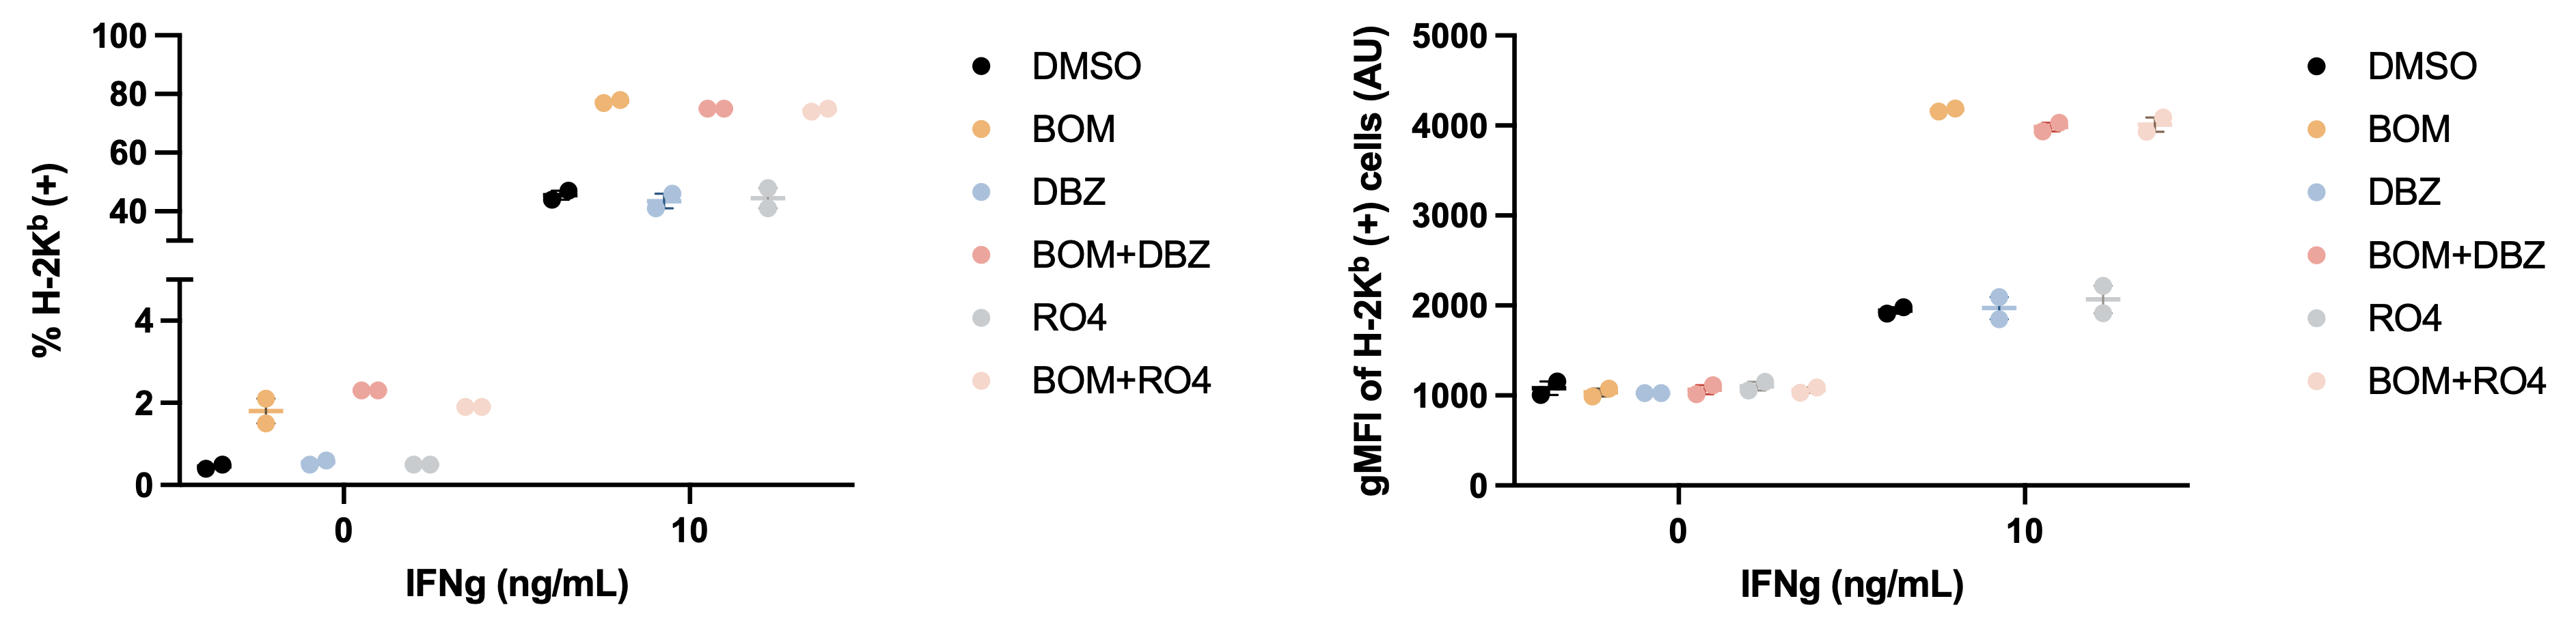 % H-2Kᵇ (+)
100
80
60
40
4
2
0
0
10
IFNg (ng/mL)
DMSO
BOM
DBZ
BOM+DBZ
RO4
BOM+RO4
gMFI of H-2Kᵇ (+) cells (AU)
5000
4000
3000
2000
1000
0
0
10
IFNg (ng/mL)
DMSO
BOM
DBZ
BOM+DBZ
RO4
BOM+RO4